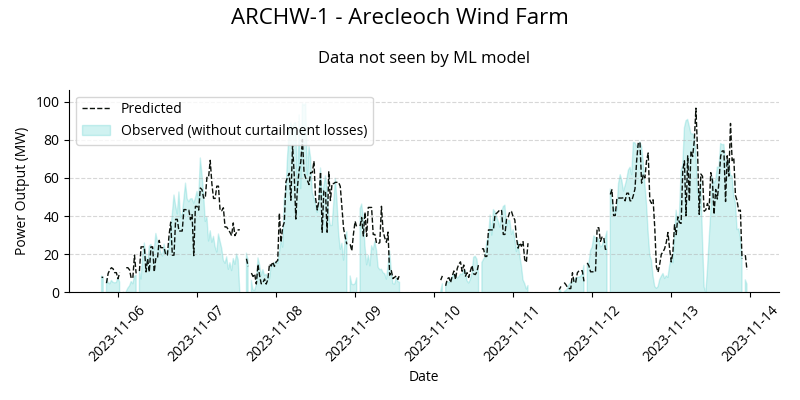 ARCHW-1 - Arecleoch Wind Farm
Data not seen by ML model
Predicted
Observed (without curtailment losses)
Power Output (MW)
100
80
60
40
20
0
2023-11-06
2023-11-07
2023-11-08
2023-11-09
2023-11-10
2023-11-11
2023-11-12
2023-11-13
2023-11-14
Date